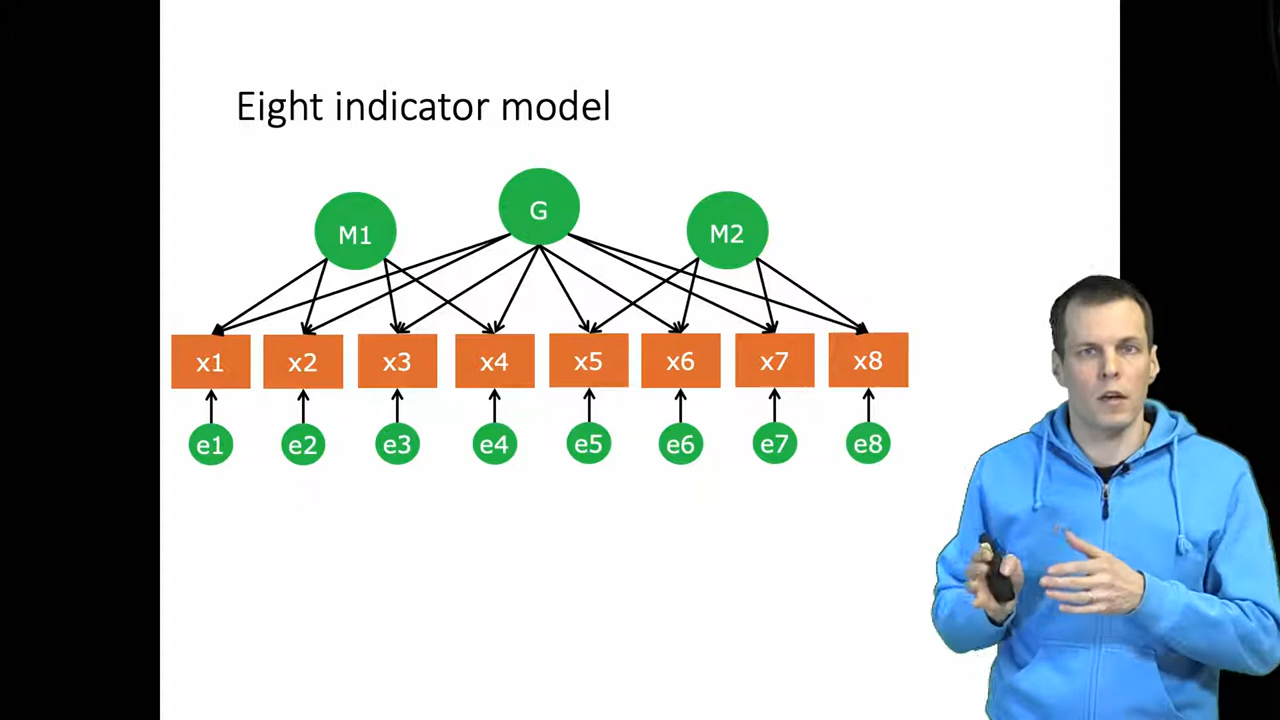 Eight indicator model
M1 G M2
x1 x2 x3 x4 x5 x6 x7 x8
e1 e2 e3 e4 e5 e6 e7 e8